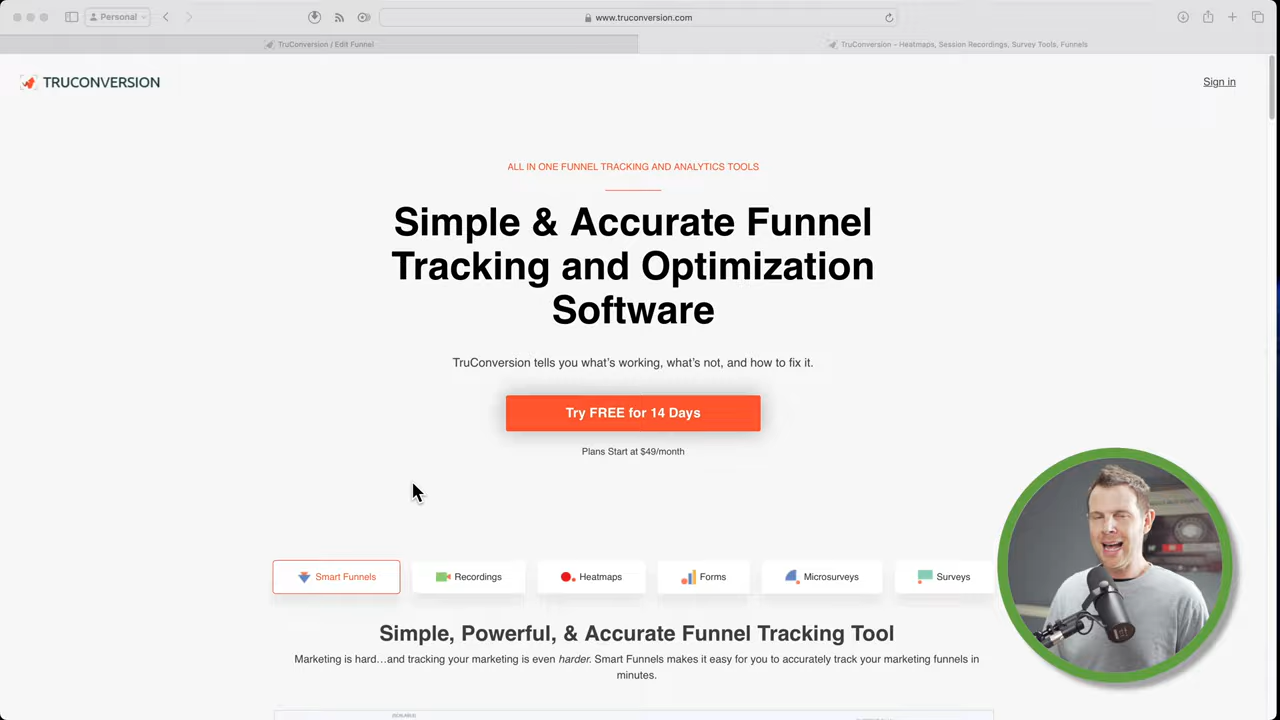 Personal
www.truconversion.com
TruConversion / Edit Funnel
TruConversion – Heatmaps, Session Recordings, Survey Tools, Funnels
TRUCONVERSION
Sign in
ALL IN ONE FUNNEL TRACKING AND ANALYTICS TOOLS
Simple & Accurate Funnel
Tracking and Optimization
Software
TruConversion tells you what's working, what's not, and how to fix it.
Try FREE for 14 Days
Plans Start at $49/month
Smart Funnels
Recordings
Heatmaps
Forms
Microsurveys
Surveys
Simple, Powerful, & Accurate Funnel Tracking Tool
Marketing is hard…and tracking your marketing is even harder. Smart Funnels makes it easy for you to accurately track your marketing funnels in
minutes.